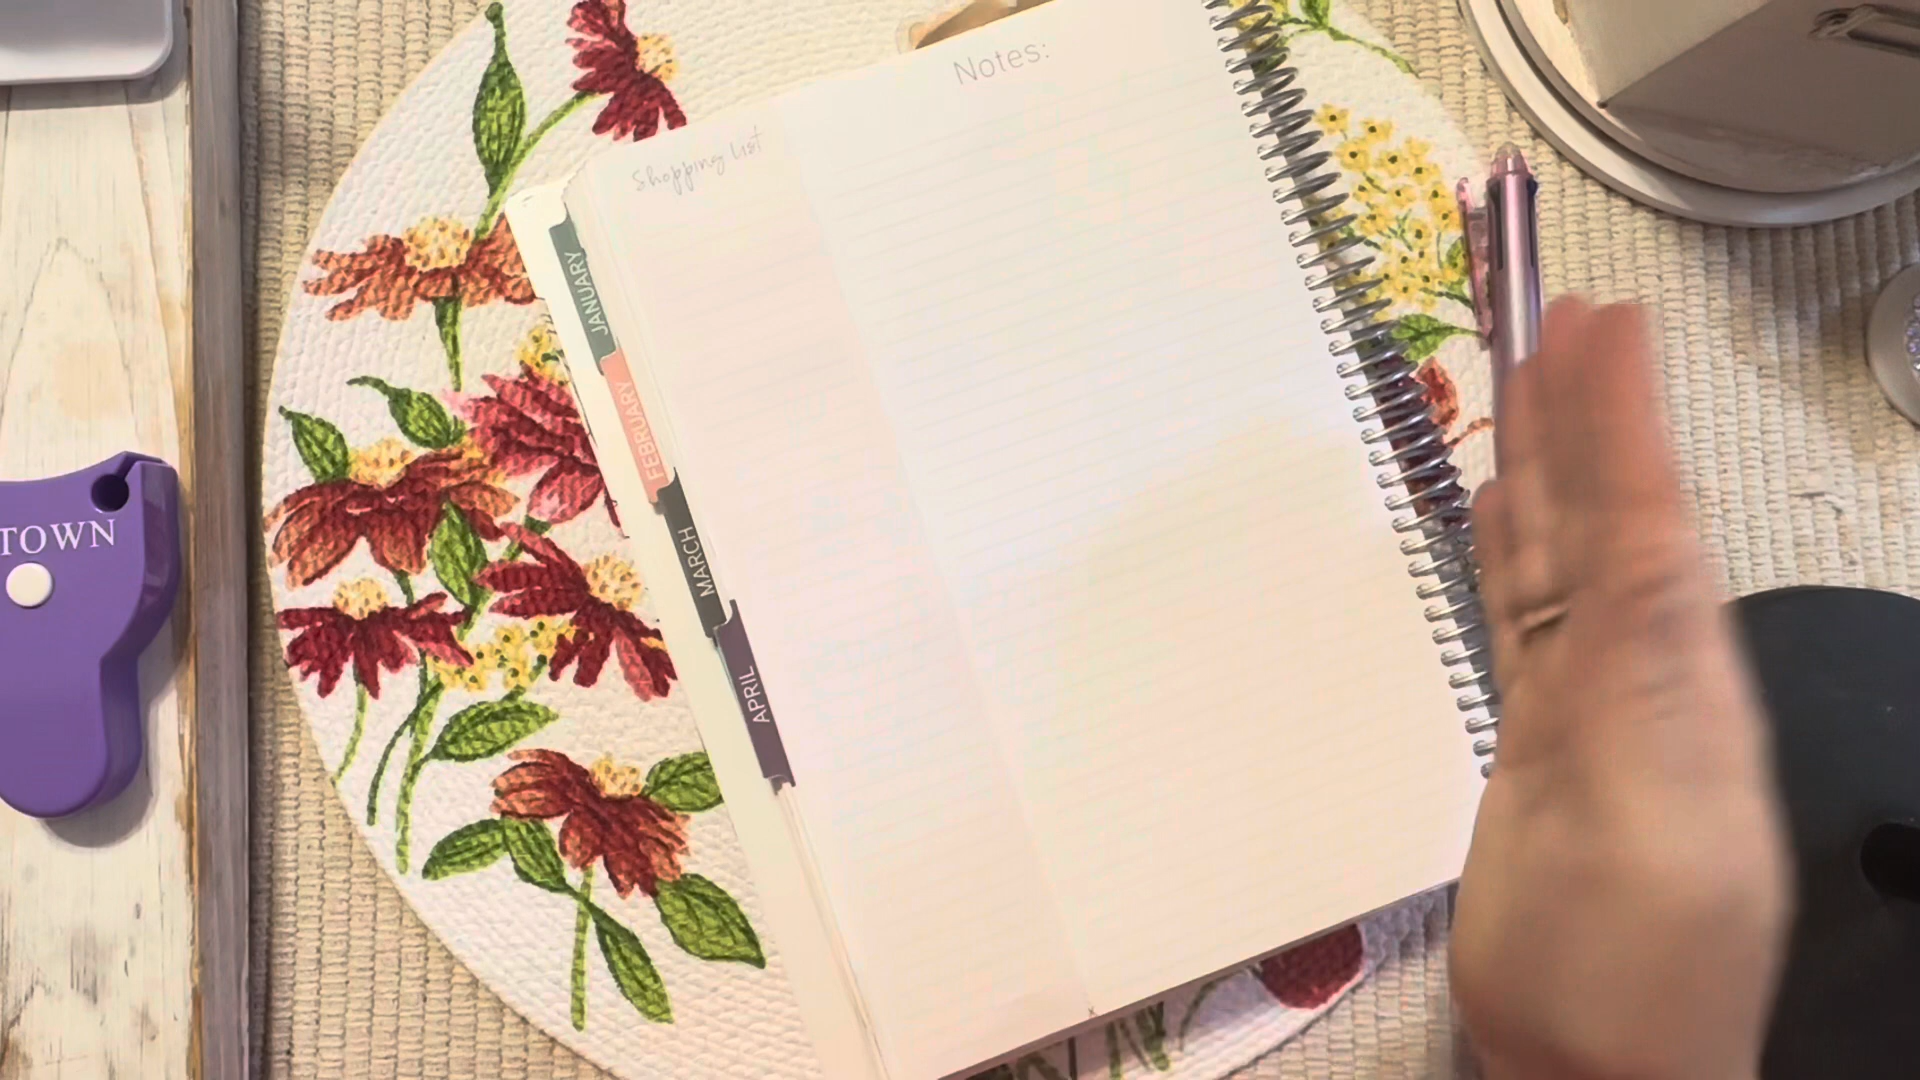 Notes:
Shopping List
JANUARY
FEBRUARY
MARCH
APRIL
TOWN